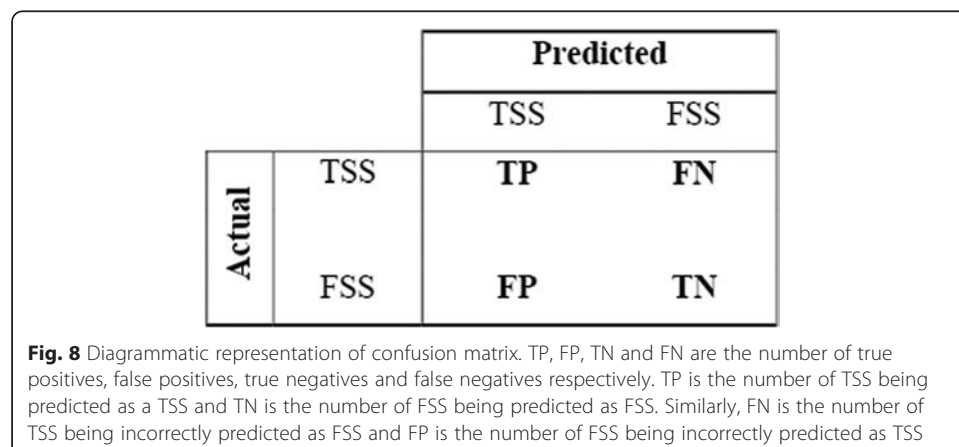 Predicted
TSS FSS
Actual
TSS TP FN
FSS FP TN
Fig. 8 Diagrammatic representation of confusion matrix. TP, FP, TN and FN are the number of true
positives, false positives, true negatives and false negatives respectively. TP is the number of TSS being
predicted as a TSS and TN is the number of FSS being predicted as FSS. Similarly, FN is the number of
TSS being incorrectly predicted as FSS and FP is the number of FSS being incorrectly predicted as TSS